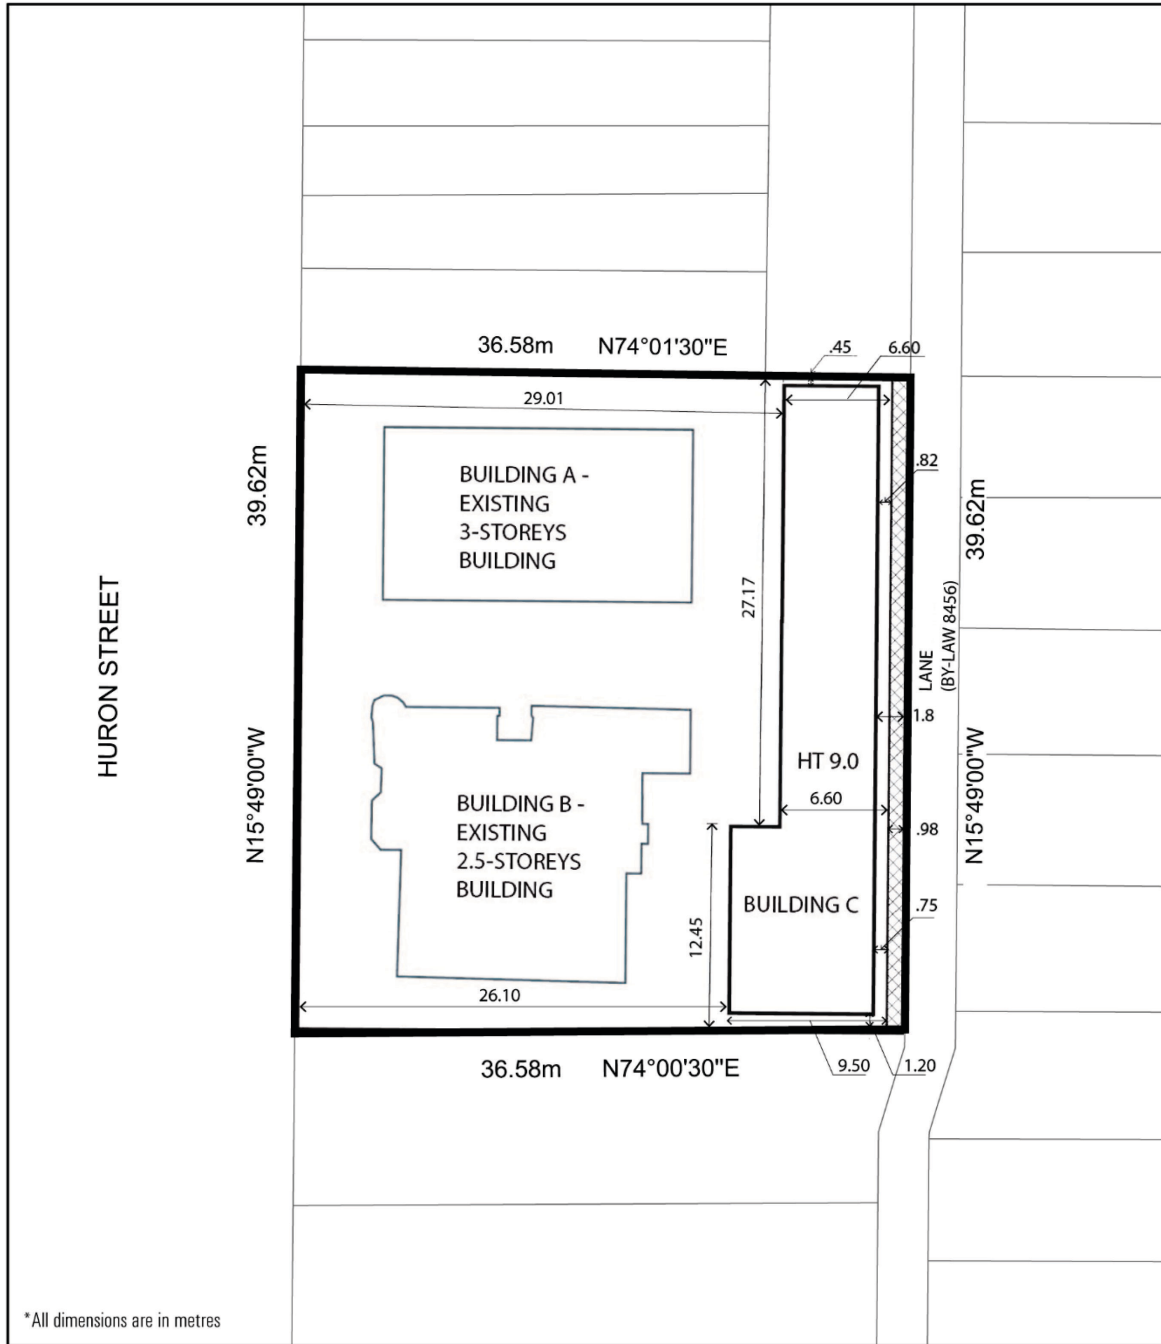 36.58m N74°01'30"E
.45
6.60
29.01
39.62m
BUILDING A -
EXISTING
3-STOREYS
BUILDING
.82
39.62m
27.17
HURON STREET
LANE
(BY-LAW 8456)
1.8
N15°49'00"W
HT 9.0
6.60
BUILDING B -
EXISTING
2.5-STOREYS
BUILDING
.98
N15°49'00"W
BUILDING C
.75
12.45
26.10
36.58m N74°00'30"E
9.50
1.20
*All dimensions are in metres